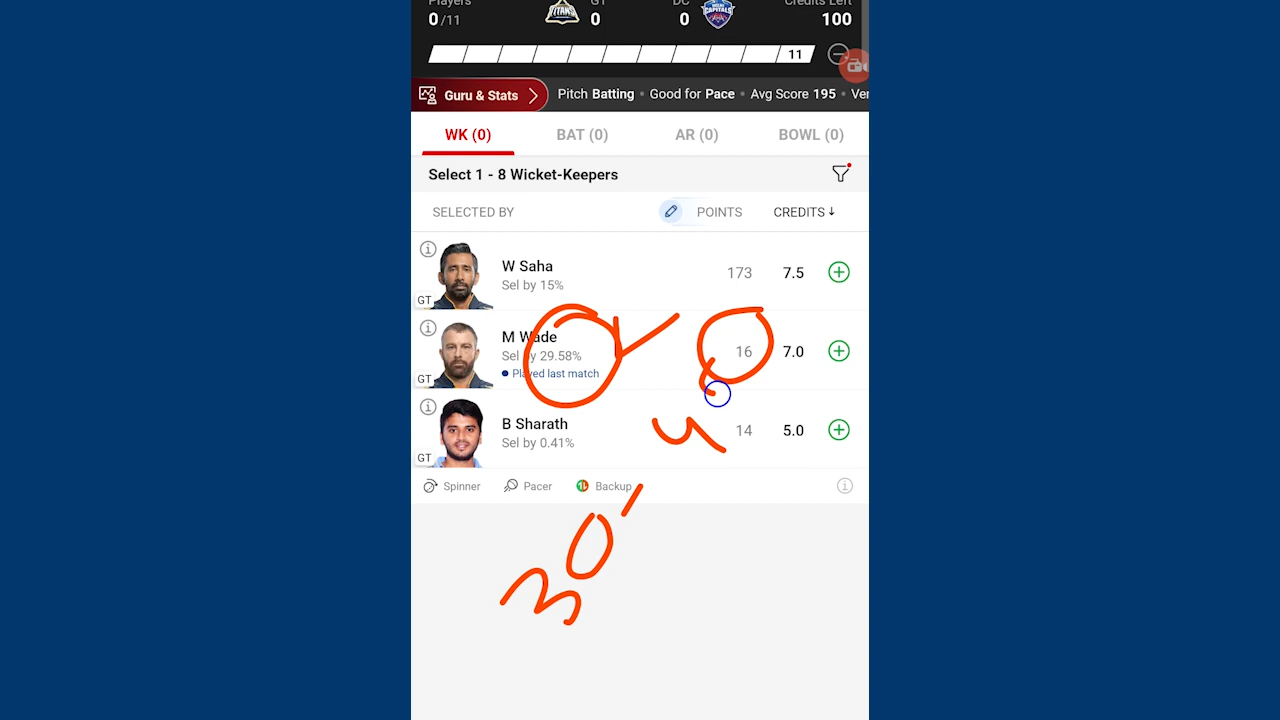 Players GT DC Credits Left
0/11 TITANS 0 0 CAPITALS 100
11
Guru & Stats Pitch Batting • Good for Pace • Avg Score 195 • Ver
WK (0) BAT (0) AR (0) BOWL (0)
Select 1 - 8 Wicket-Keepers
SELECTED BY POINTS CREDITS ↓
W Saha
Sel by 15% 173 7.5
GT
M Wade
Sel by 29.58% 16 7.0
Played last match
GT
B Sharath
Sel by 0.41% 14 5.0
GT
Spinner Pacer Backup
30